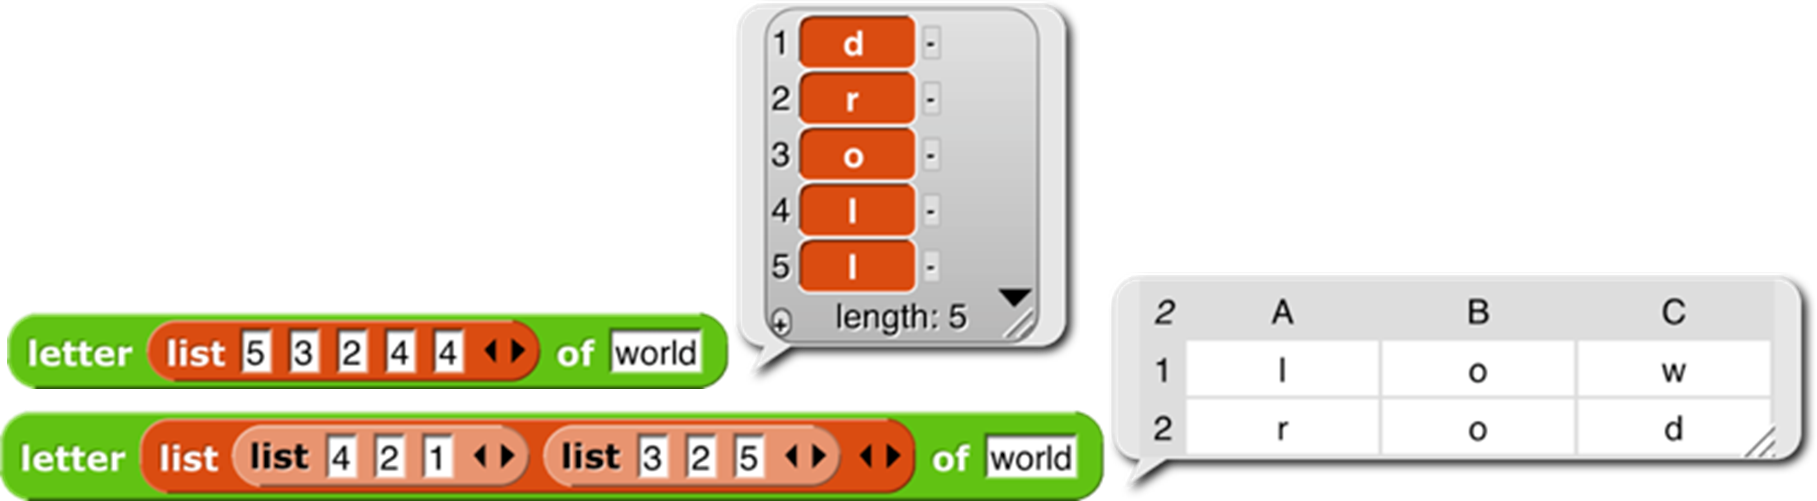 1 d -
2 r -
3 o -
4 l -
5 l -
+ length: 5
letter list 5 3 2 4 4 of world
2 A B C
1 l o w
2 r o d
letter list list 4 2 1 list 3 2 5 of world